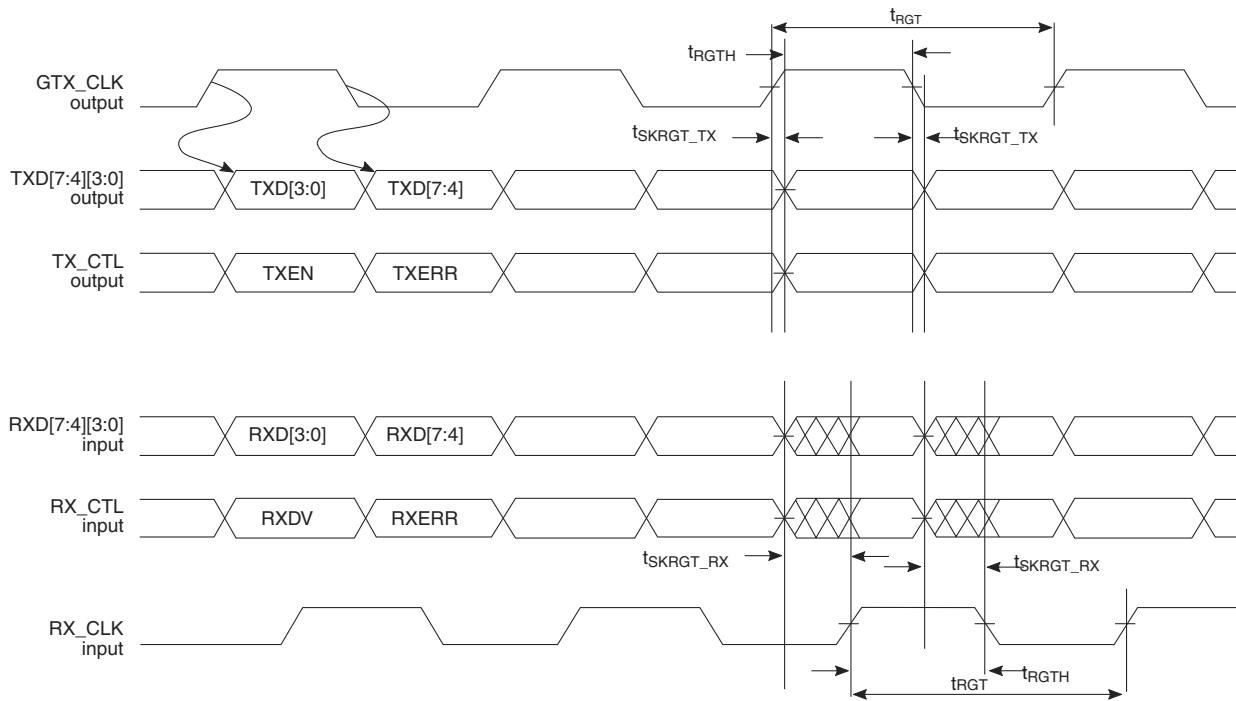 tRGT
tRGTH
GTX_CLK
output
tSKRGT_TX
tSKRGT_TX
TXD[7:4][3:0]
output
TXD[3:0]
TXD[7:4]
TX_CTL
output
TXEN
TXERR
RXD[7:4][3:0]
input
RXD[3:0]
RXD[7:4]
RX_CTL
input
RXDV
RXERR
tSKRGT_RX
tSKRGT_RX
RX_CLK
input
tRGT
tRGTH